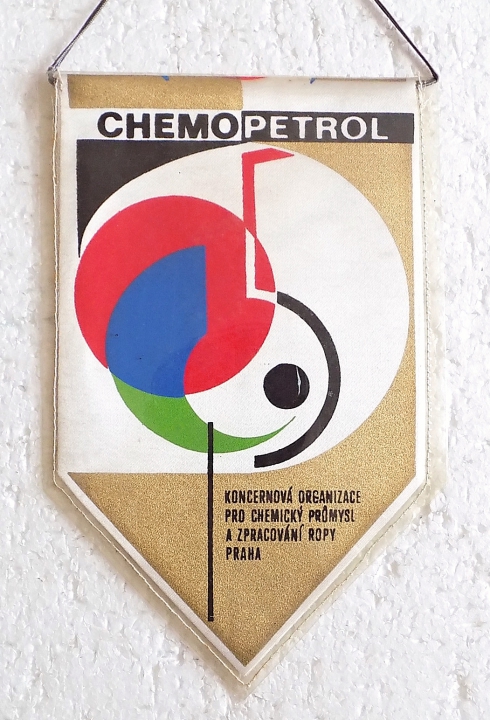 CHEMOPETROL
KONCERNOVÁ ORGANIZACE
PRO CHEMICKÝ PRŮMYSL
A ZPRACOVÁNÍ ROPY
PRAHA